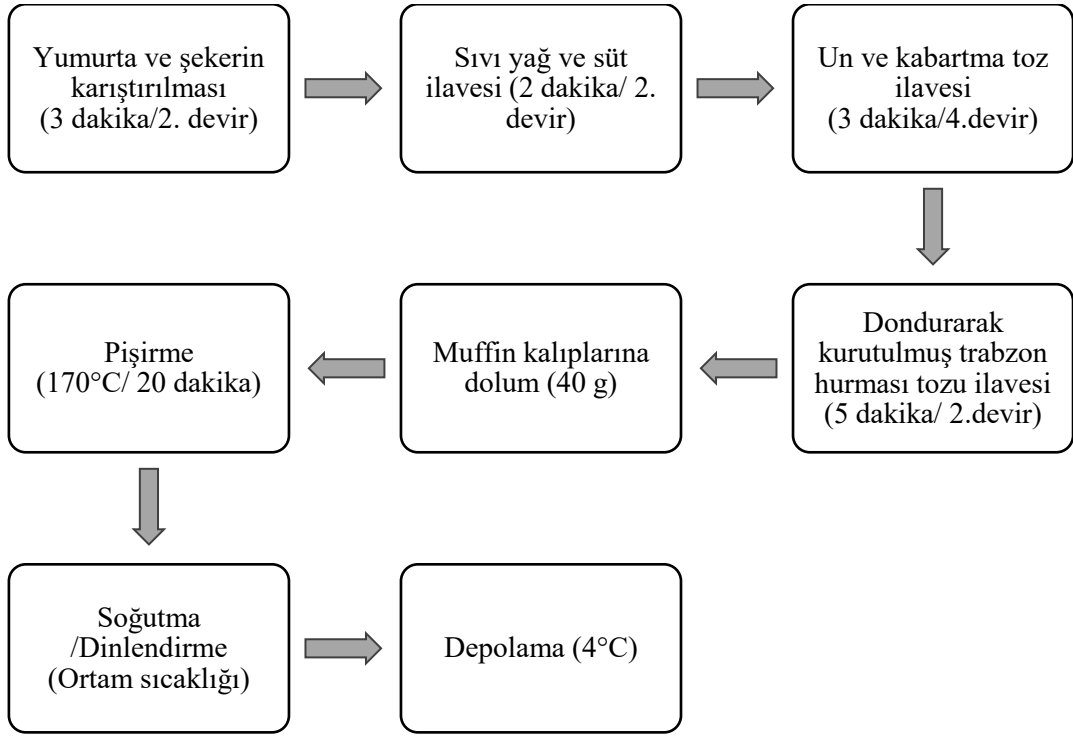 Yumurta ve şekerin
karıştırılması
(3 dakika/2. devir)
Sıvı yağ ve süt
ilavesi (2 dakika/ 2.
devir)
Un ve kabartma toz
ilavesi
(3 dakika/4.devir)
Dondurarak
kurutulmuş trabzon
hurması tozu ilavesi
(5 dakika/ 2.devir)
Muffin kalıplarına
dolum (40 g)
Pişirme
(170°C/ 20 dakika)
Soğutma
/Dinlendirme
(Ortam sıcaklığı)
Depolama (4°C)